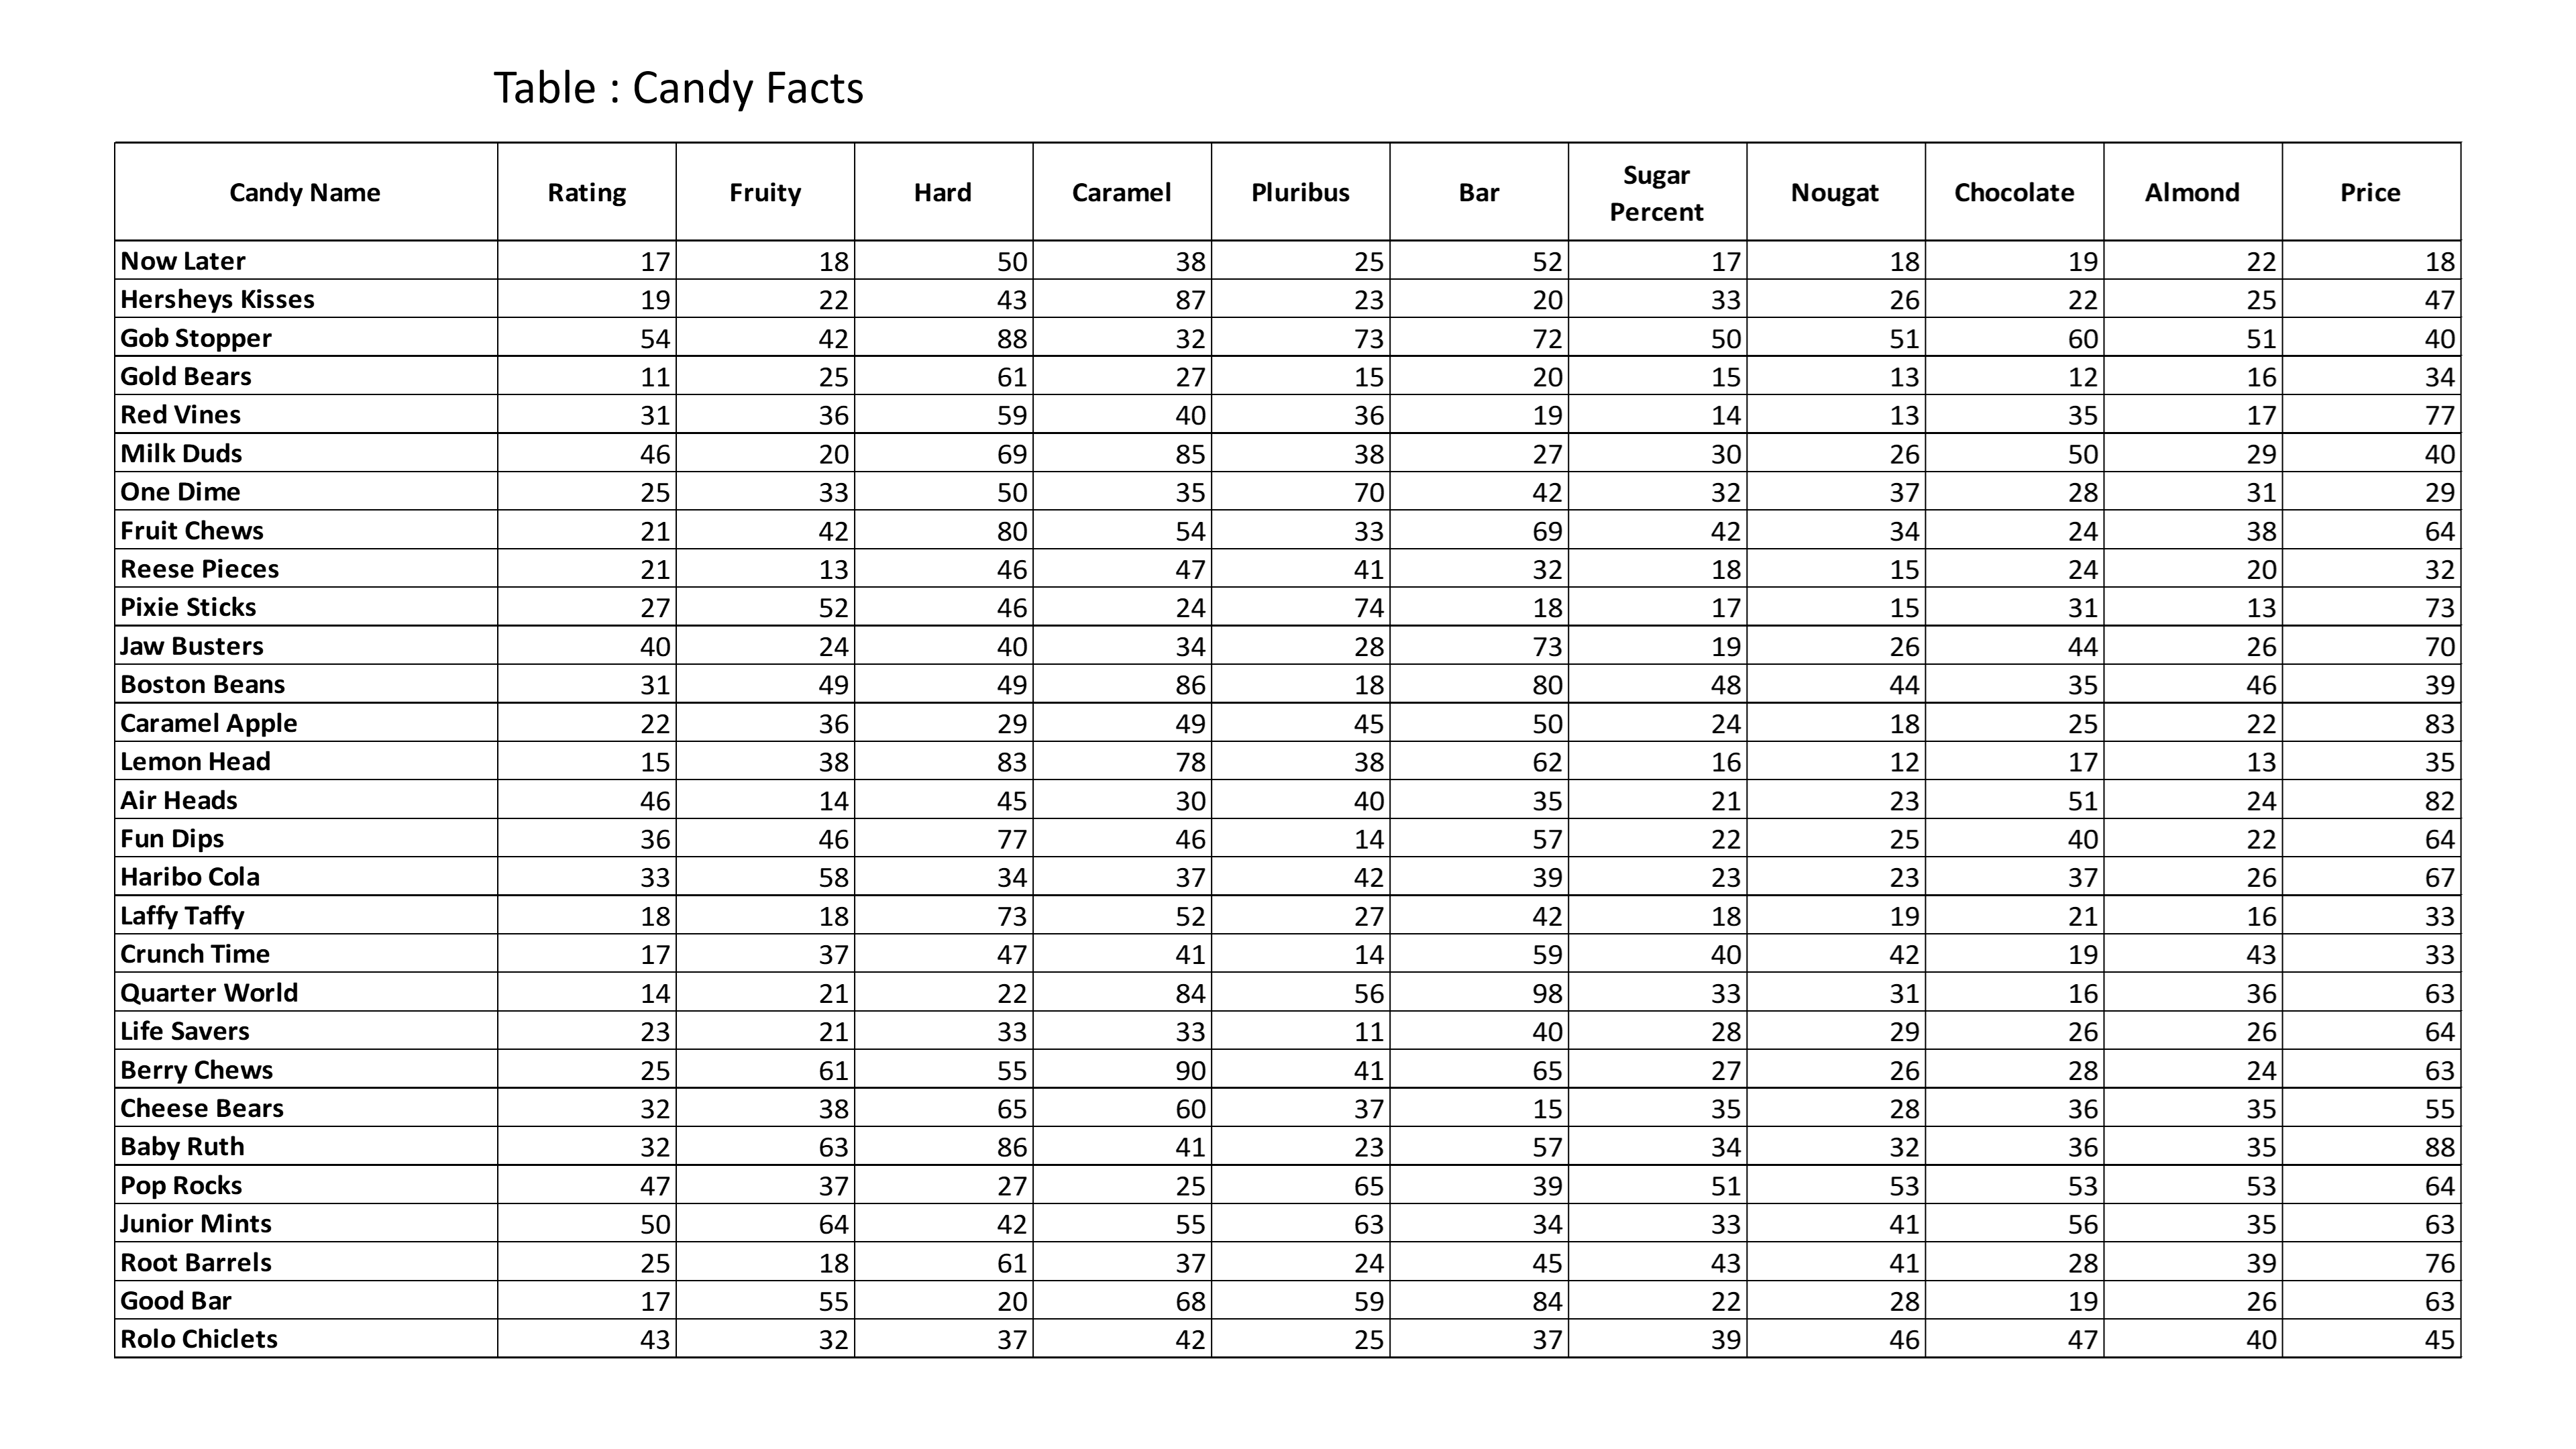 Table : Candy Facts
Candy Name Rating Fruity Hard Caramel Pluribus Bar Sugar Percent Nougat Chocolate Almond Price
Now Later 17 18 50 38 25 52 17 18 19 22 18
Hersheys Kisses 19 22 43 87 23 20 33 26 22 25 47
Gob Stopper 54 42 88 32 73 72 50 51 60 51 40
Gold Bears 11 25 61 27 15 20 15 13 12 16 34
Red Vines 31 36 59 40 36 19 14 13 35 17 77
Milk Duds 46 20 69 85 38 27 30 26 50 29 40
One Dime 25 33 50 35 70 42 32 37 28 31 29
Fruit Chews 21 42 80 54 33 69 42 34 24 38 64
Reese Pieces 21 13 46 47 41 32 18 15 24 20 32
Pixie Sticks 27 52 46 24 74 18 17 15 31 13 73
Jaw Busters 40 24 40 34 28 73 19 26 44 26 70
Boston Beans 31 49 49 86 18 80 48 44 35 46 39
Caramel Apple 22 36 29 49 45 50 24 18 25 22 83
Lemon Head 15 38 83 78 38 62 16 12 17 13 35
Air Heads 46 14 45 30 40 35 21 23 51 24 82
Fun Dips 36 46 77 46 14 57 22 25 40 22 64
Haribo Cola 33 58 34 37 42 39 23 23 37 26 67
Laffy Taffy 18 18 73 52 27 42 18 19 21 16 33
Crunch Time 17 37 47 41 14 59 40 42 19 43 33
Quarter World 14 21 22 84 56 98 33 31 16 36 63
Life Savers 23 21 33 33 11 40 28 29 26 26 64
Berry Chews 25 61 55 90 41 65 27 26 28 24 63
Cheese Bears 32 38 65 60 37 15 35 28 36 35 55
Baby Ruth 32 63 86 41 23 57 34 32 36 35 88
Pop Rocks 47 37 27 25 65 39 51 53 53 53 64
Junior Mints 50 64 42 55 63 34 33 41 56 35 63
Root Barrels 25 18 61 37 24 45 43 41 28 39 76
Good Bar 17 55 20 68 59 84 22 28 19 26 63
Rolo Chiclets 43 32 37 42 25 37 39 46 47 40 45